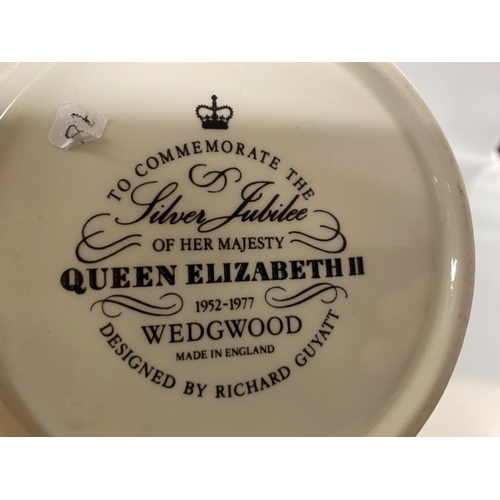 TO COMMEMORATE THE
Silver Jubilee
OF HER MAJESTY
QUEEN ELIZABETH II
1952-1977
WEDGWOOD
MADE IN ENGLAND
DESIGNED BY RICHARD GUYATT